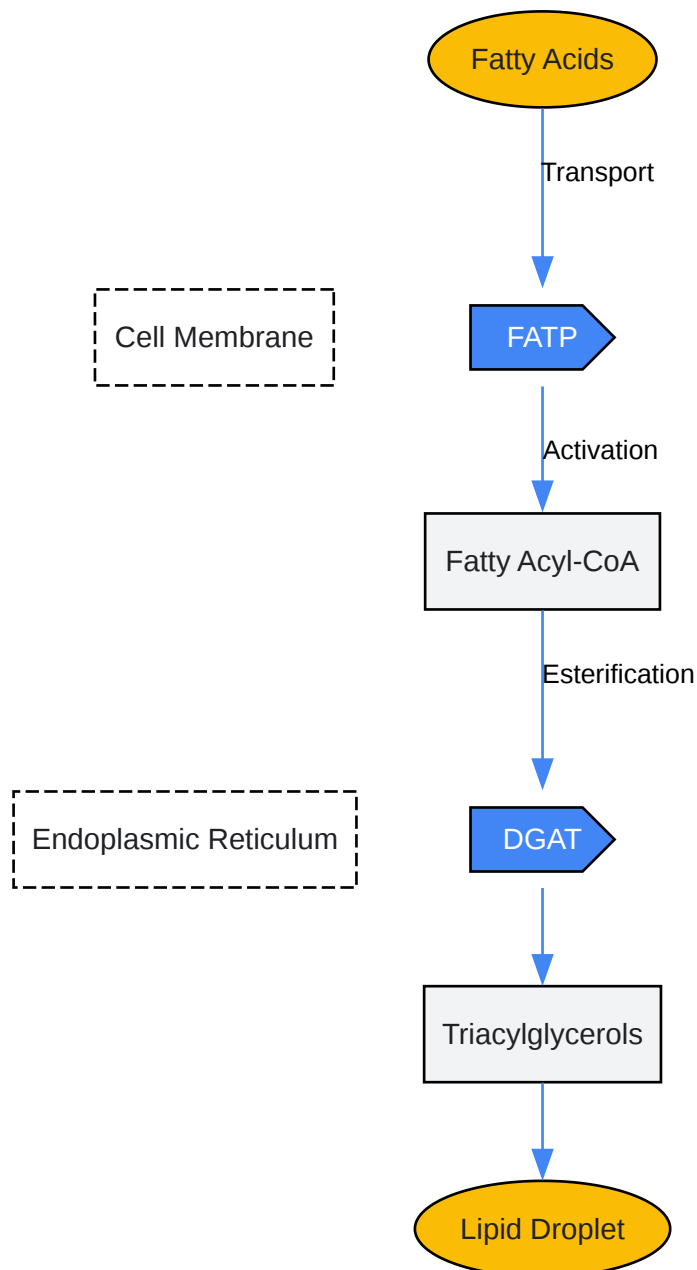 Fatty Acids
Transport
Cell Membrane
FATP
Activation
Fatty Acyl-CoA
Esterification
Endoplasmic Reticulum
DGAT
Triacylglycerols
Lipid Droplet